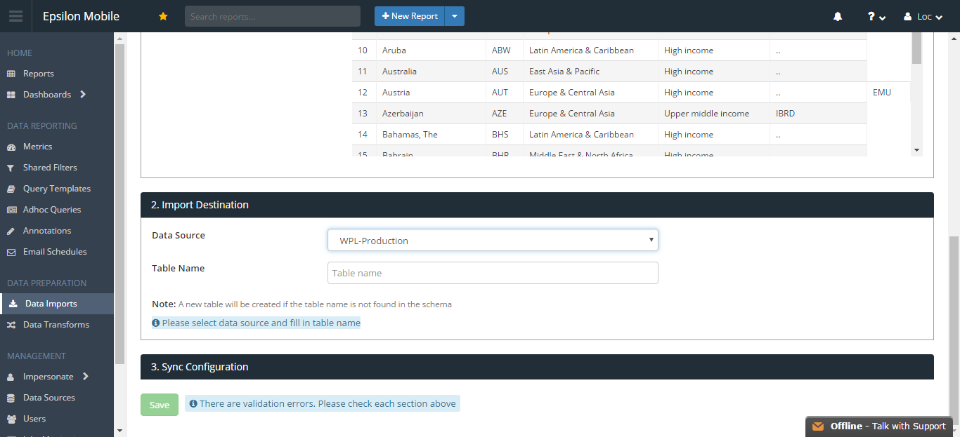 Epsilon Mobile
Search reports...
New Report
?
Loc
HOME
Reports
Dashboards
DATA REPORTING
Metrics
Shared Filters
Query Templates
Adhoc Queries
Annotations
Email Schedules
DATA PREPARATION
Data Imports
Data Transforms
MANAGEMENT
Impersonate
Data Sources
Users
10 Aruba ABW Latin America & Caribbean High income ..
11 Australia AUS East Asia & Pacific High income ..
12 Austria AUT Europe & Central Asia High income .. EMU
13 Azerbaijan AZE Europe & Central Asia Upper middle income IBRD
14 Bahamas, The BHS Latin America & Caribbean High income ..
15 Bahrain BHR Middle East & North Africa High income
2. Import Destination
Data Source
WPL-Production
Table Name
Table name
Note: A new table will be created if the table name is not found in the schema
Please select data source and fill in table name
3. Sync Configuration
Save
There are validation errors. Please check each section above
Offline - Talk with Support